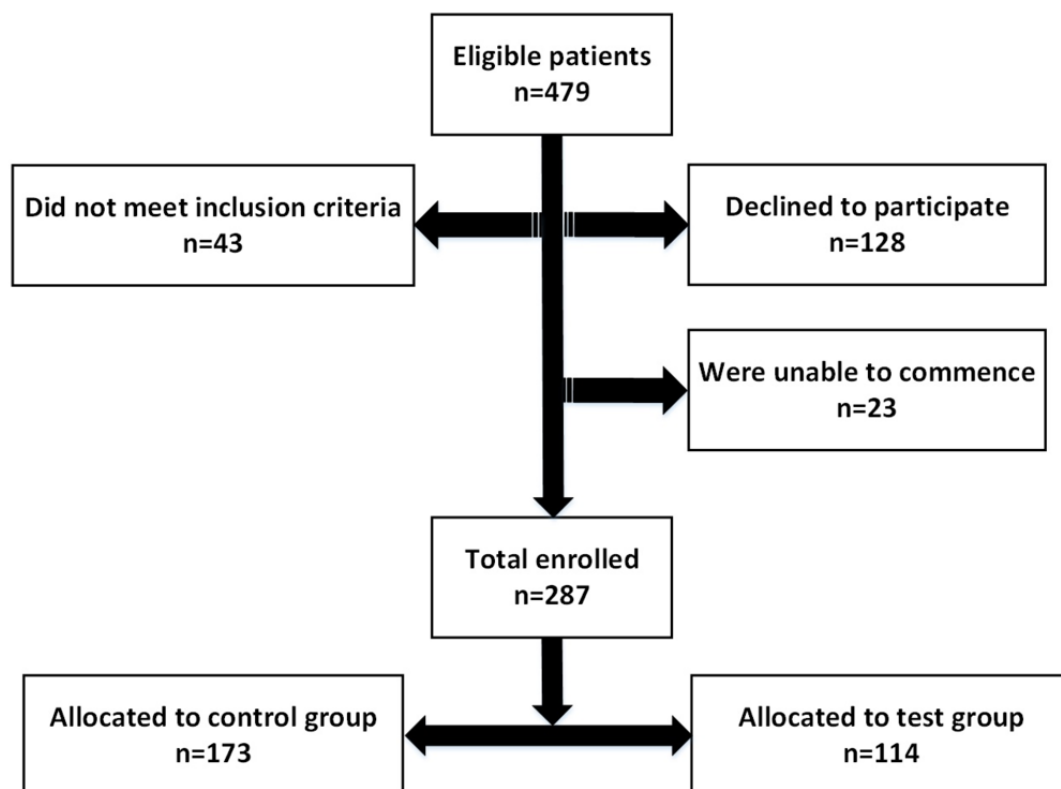 Eligible patients
n=479
Did not meet inclusion criteria
n=43
Declined to participate
n=128
Were unable to commence
n=23
Total enrolled
n=287
Allocated to control group
n=173
Allocated to test group
n=114